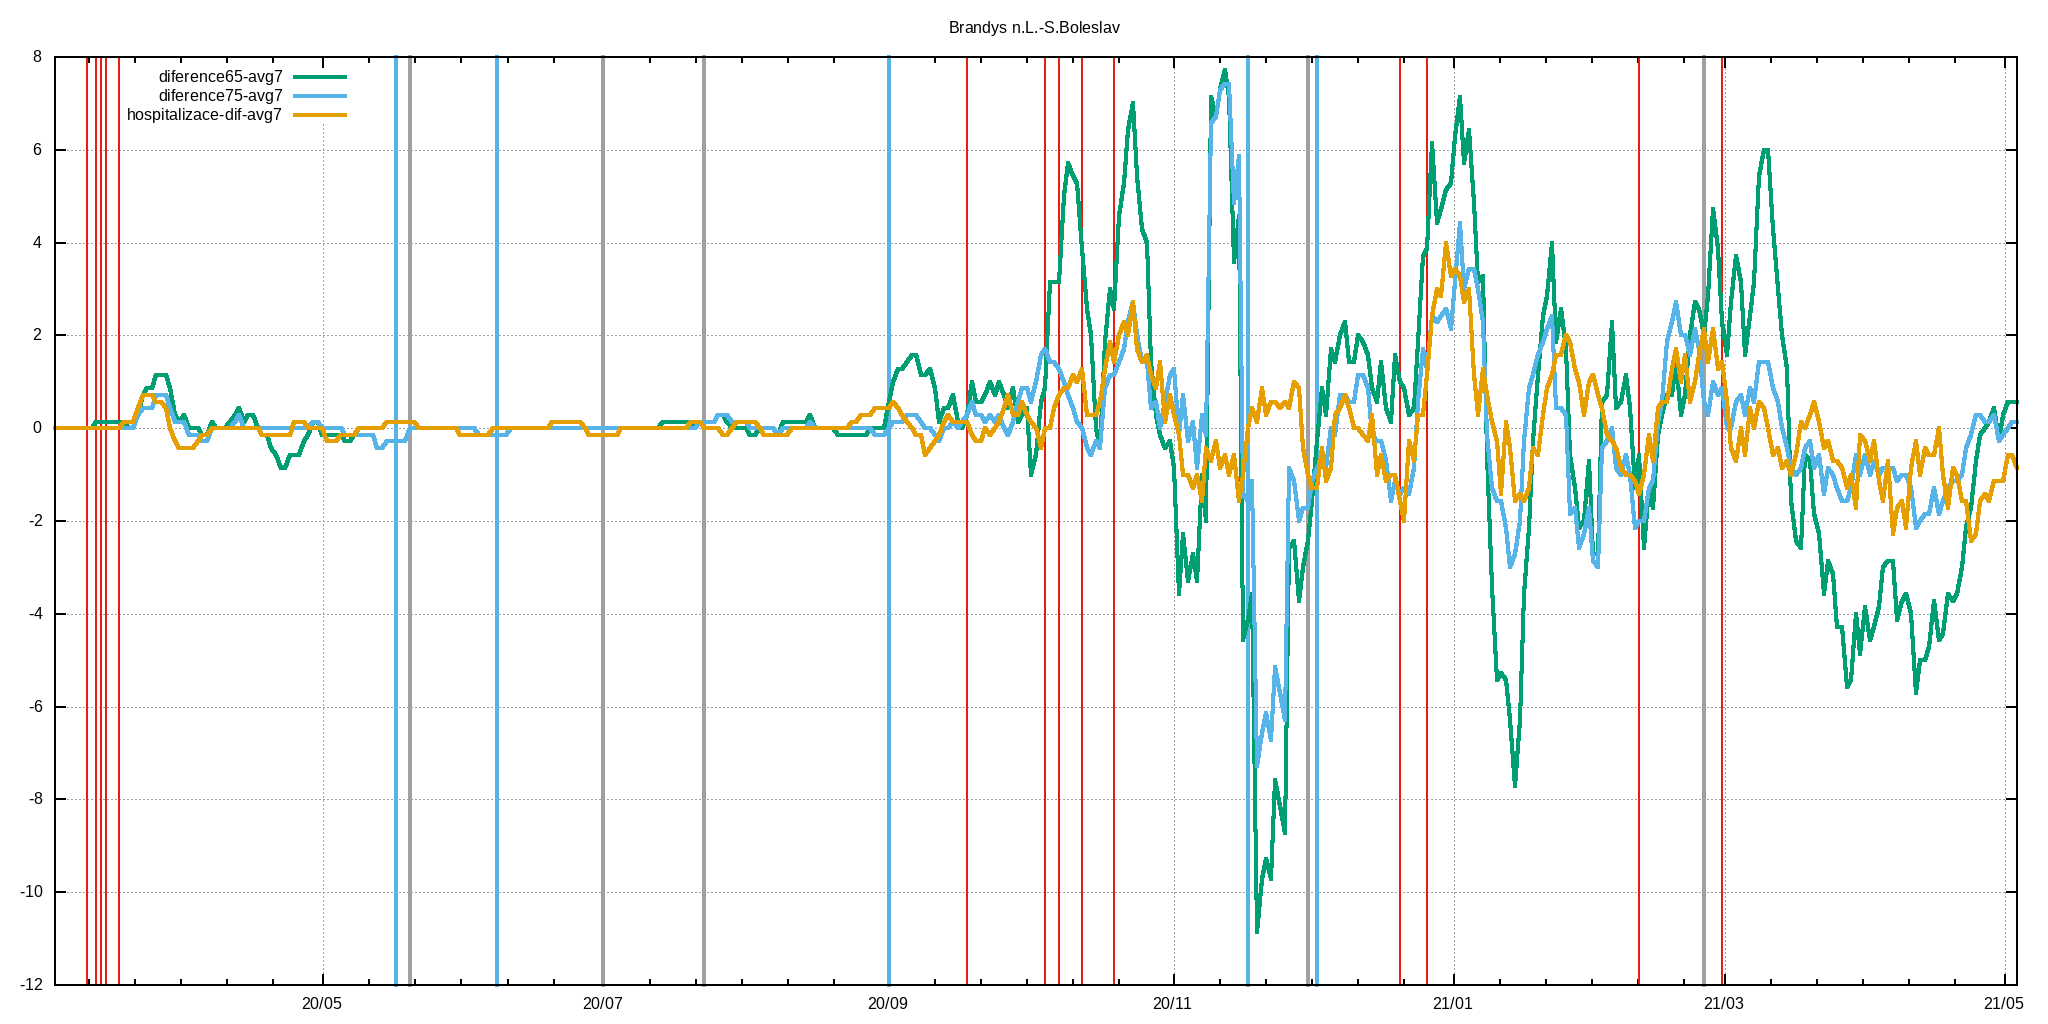 Brandys n.L.-S.Boleslav
8
diference65-avg7
diference75-avg7
hospitalizace-dif-avg7
6
4
2
0
-2
-4
-6
-8
-10
-12
20/05 20/07 20/09 20/11 21/01 21/03 21/05